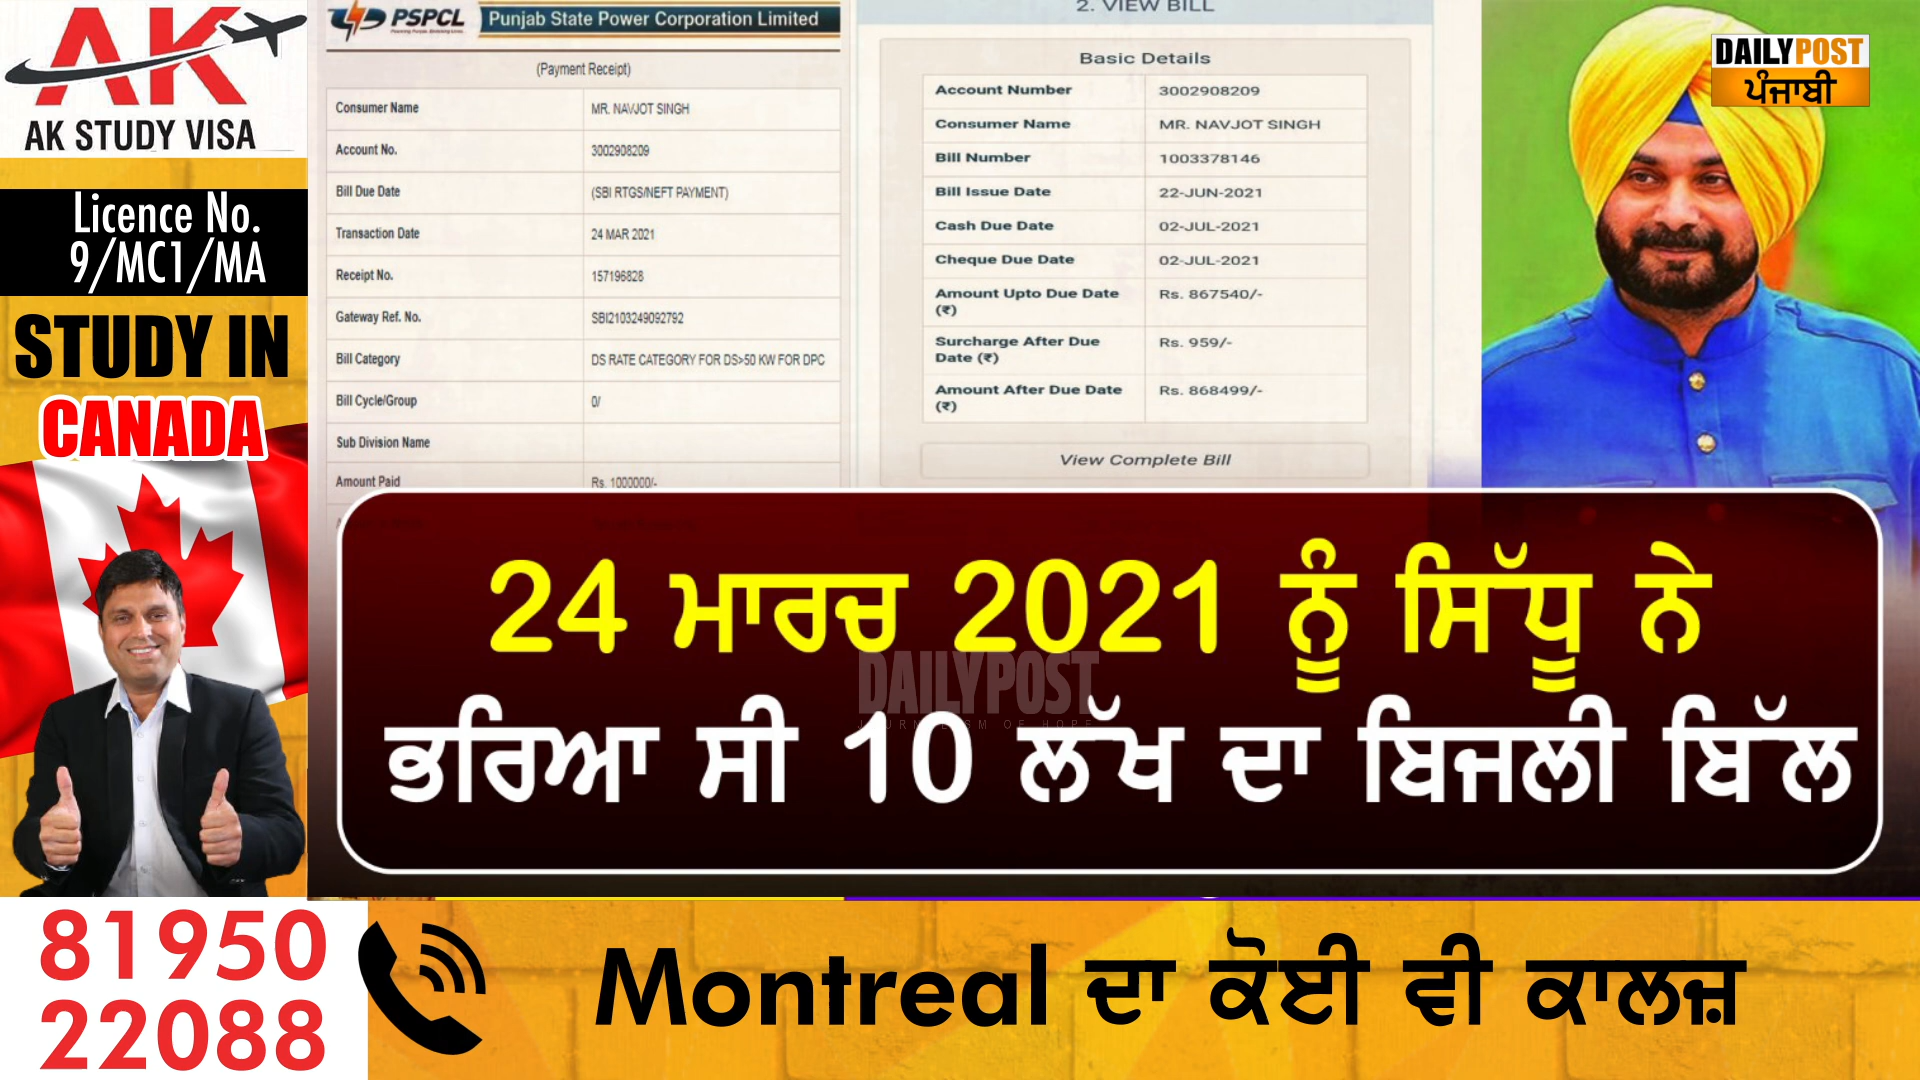 AK
AK STUDY VISA
Licence No.
9/MC1/MA
STUDY IN
CANADA
PSPCL
Punjab State Power Corporation Limited
(Payment Receipt)
Consumer Name MR. NAVJOT SINGH
Account No. 3002908209
Bill Due Date (SBI RTGS/NEFT PAYMENT)
Transaction Date 24 MAR 2021
Receipt No. 157196828
Gateway Ref. No. SBI2103249092792
Bill Category DS RATE CATEGORY FOR DS>50 KW FOR DPC
Bill Cycle/Group 0/
Sub Division Name
Amount Paid Rs. 1000000/-
2. VIEW BILL
Basic Details
Account Number 3002908209
Consumer Name MR. NAVJOT SINGH
Bill Number 1003378146
Bill Issue Date 22-JUN-2021
Cash Due Date 02-JUL-2021
Cheque Due Date 02-JUL-2021
Amount Upto Due Date (₹) Rs. 867540/-
Surcharge After Due Date (₹) Rs. 959/-
Amount After Due Date (₹) Rs. 868499/-
View Complete Bill
DAILYPOST
ਪੰਜਾਬੀ
24 ਮਾਰਚ 2021 ਨੂੰ ਸਿੱਧੂ ਨੇ
DAILYPOST
JOURNALISM OF HOPE
ਭਰਿਆ ਸੀ 10 ਲੱਖ ਦਾ ਬਿਜਲੀ ਬਿੱਲ
81950
22088
Montreal ਦਾ ਕੋਈ ਵੀ ਕਾਲਜ਼